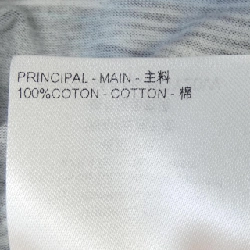 PRINCIPAL - MAIN - 主料
100%COTON - COTTON - 棉